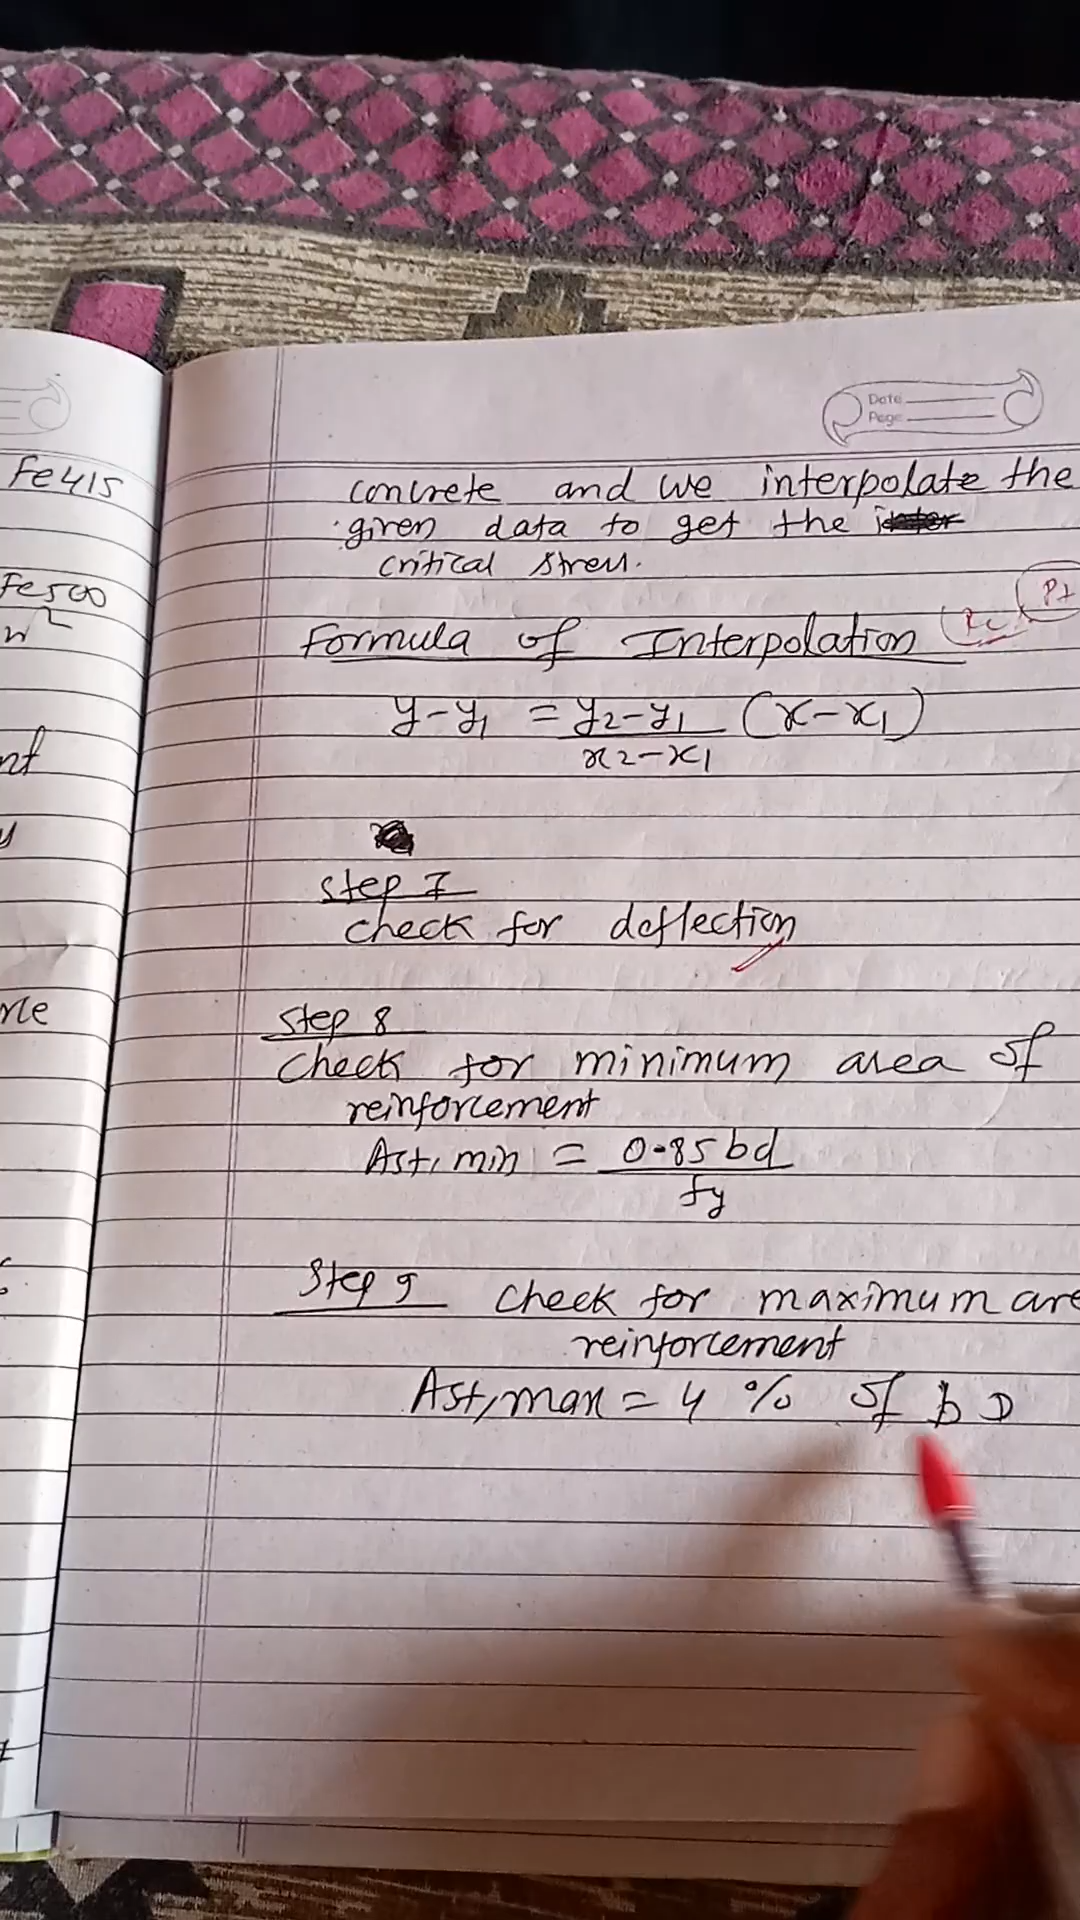 Date
Page
Fe415
Fe500
concrete and we interpolate the
given data to get the
critical stress.
Formula of Interpolation
y-y1 = y2-y1 (x-x1)
x2-x1
step 7
check for deflection
step 8
check for minimum area of
reinforcement
Ast, min = 0.85bd
fy
Step 9 check for maximum are
reinforcement
Ast, max = 4 % of b D